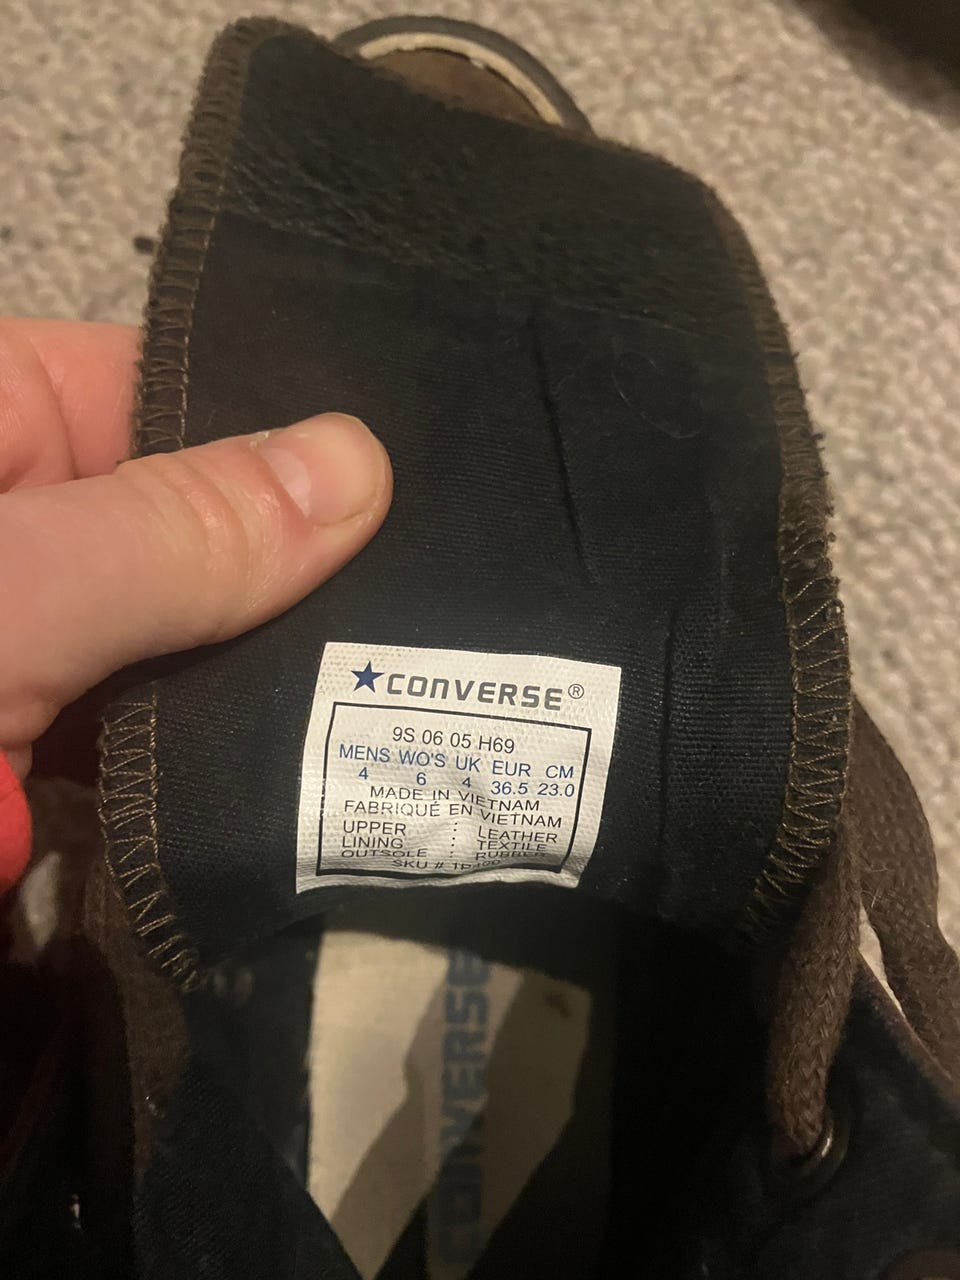 CONVERSE®
9S 06 05 H69
MENS WO'S UK EUR CM
4 6 4 36.5 23.0
MADE IN VIETNAM
FABRIQUÉ EN VIETNAM
UPPER : LEATHER
LINING : TEXTILE
OUTSOLE : RUBBER
SKU #
CONVERSE